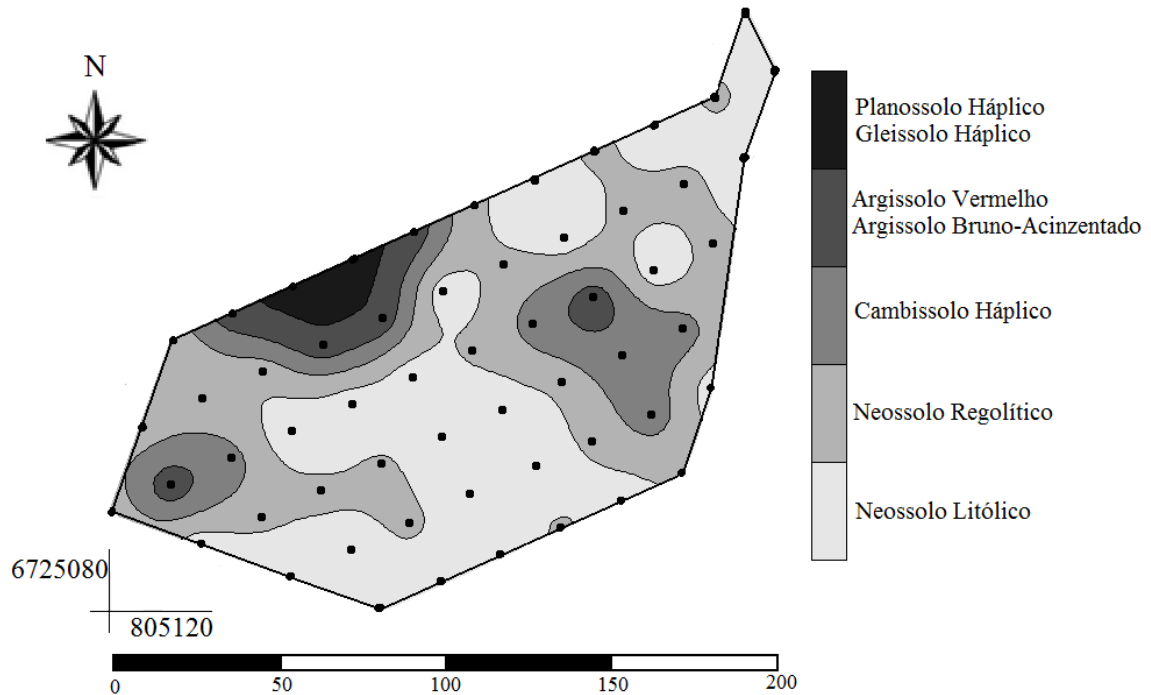 N
Planossolo Háplico
Gleissolo Háplico
Argissolo Vermelho
Argissolo Bruno-Acinzentado
Cambissolo Háplico
Neossolo Regolítico
Neossolo Litólico
6725080
805120
0 50 100 150 200